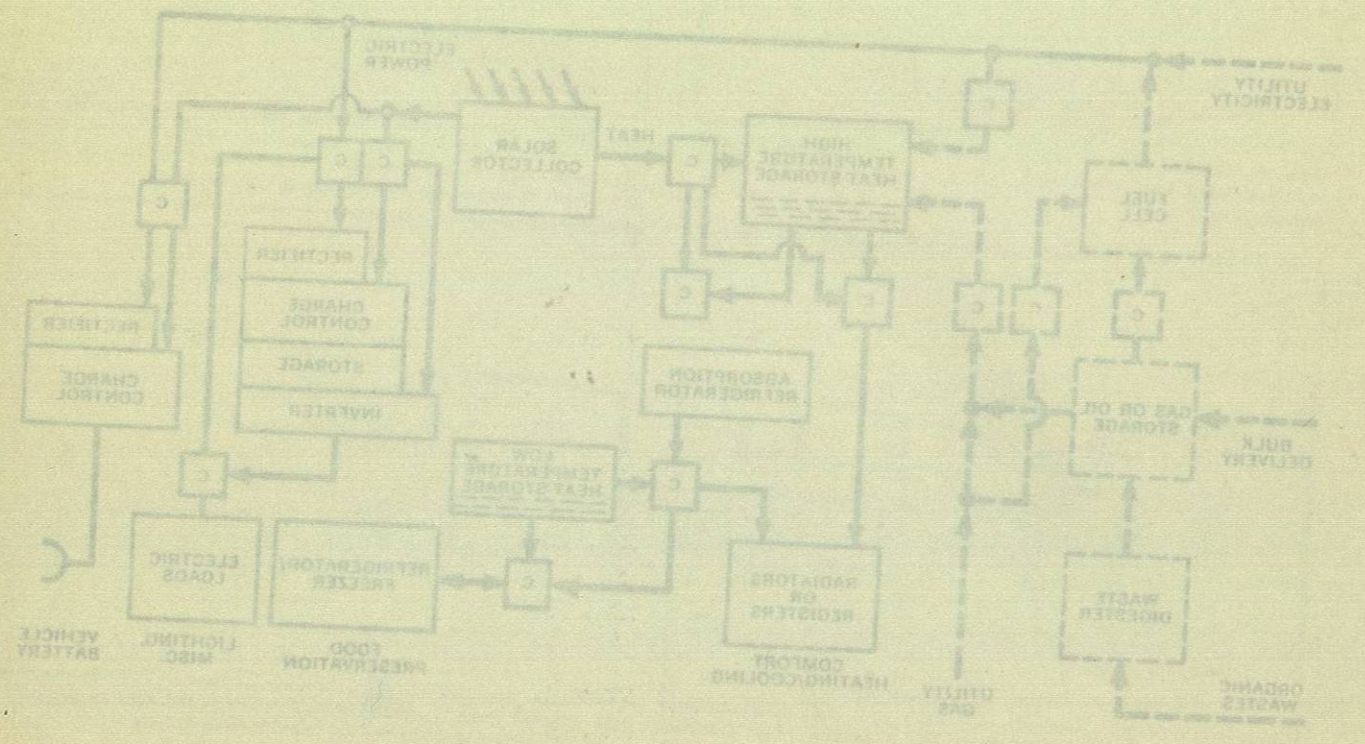 ELECTRIC
POWER
UTILITY
ELECTRICITY
C
C
C
SOLAR
COLLECTOR
HEAT
C
HIGH
TEMPERATURE
HEAT STORAGE
C
FUEL
CELL
RECTIFIER
CHARGE
CONTROL
STORAGE
INVERTER
C
C
C
C
C
RECTIFIER
CHARGE
CONTROL
ABSORPTION
REFRIGERATOR
GAS OR OIL
STORAGE
BULK
DELIVERY
C
LOW
TEMPERATURE
HEAT STORAGE
C
ELECTRIC
LOADS
REFRIGERATOR/
FREEZER
C
RADIATORS
OR
REGISTERS
WASTE
DIGESTER
VEHICLE
BATTERY
LIGHTING
MISC
FOOD
PRESERVATION
COMFORT
HEATING/COOLING
UTILITY
GAS
ORGANIC
WASTES